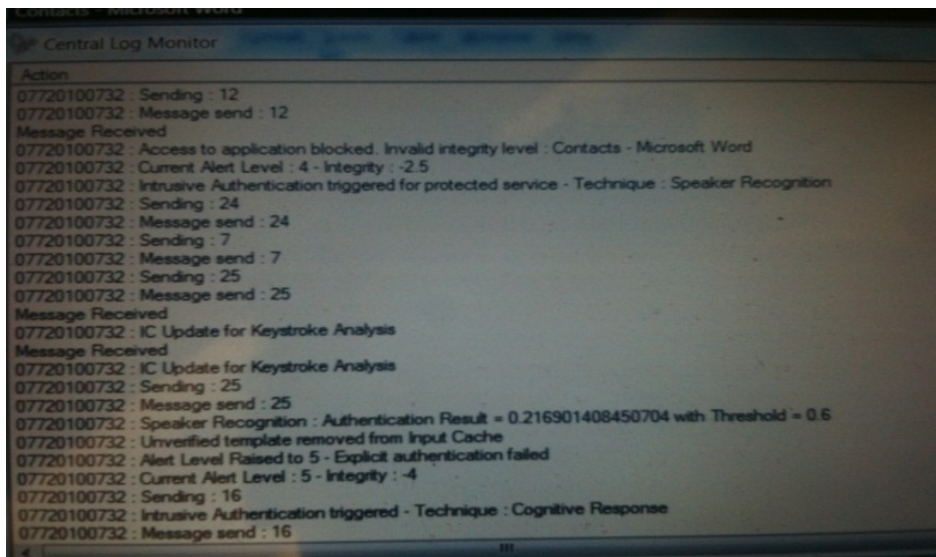 Contacts - Microsoft Word
Central Log Monitor
Action
07720100732 : Sending : 12
07720100732 : Message send : 12
Message Received
07720100732 : Access to application blocked. Invalid integrity level : Contacts - Microsoft Word
07720100732 : Current Alert Level : 4 - Integrity : -2.5
07720100732 : Intrusive Authentication triggered for protected service - Technique : Speaker Recognition
07720100732 : Sending : 24
07720100732 : Message send : 24
07720100732 : Sending : 7
07720100732 : Message send : 7
07720100732 : Sending : 25
07720100732 : Message send : 25
Message Received
07720100732 : IC Update for Keystroke Analysis
Message Received
07720100732 : IC Update for Keystroke Analysis
07720100732 : Sending : 25
07720100732 : Message send : 25
07720100732 : Speaker Recognition : Authentication Result = 0.216901408450704 with Threshold = 0.6
07720100732 : Unverified template removed from Input Cache
07720100732 : Alert Level Raised to 5 - Explicit authentication failed
07720100732 : Current Alert Level : 5 - Integrity : -4
07720100732 : Sending : 16
07720100732 : Intrusive Authentication triggered - Technique : Cognitive Response
07720100732 : Message send : 16